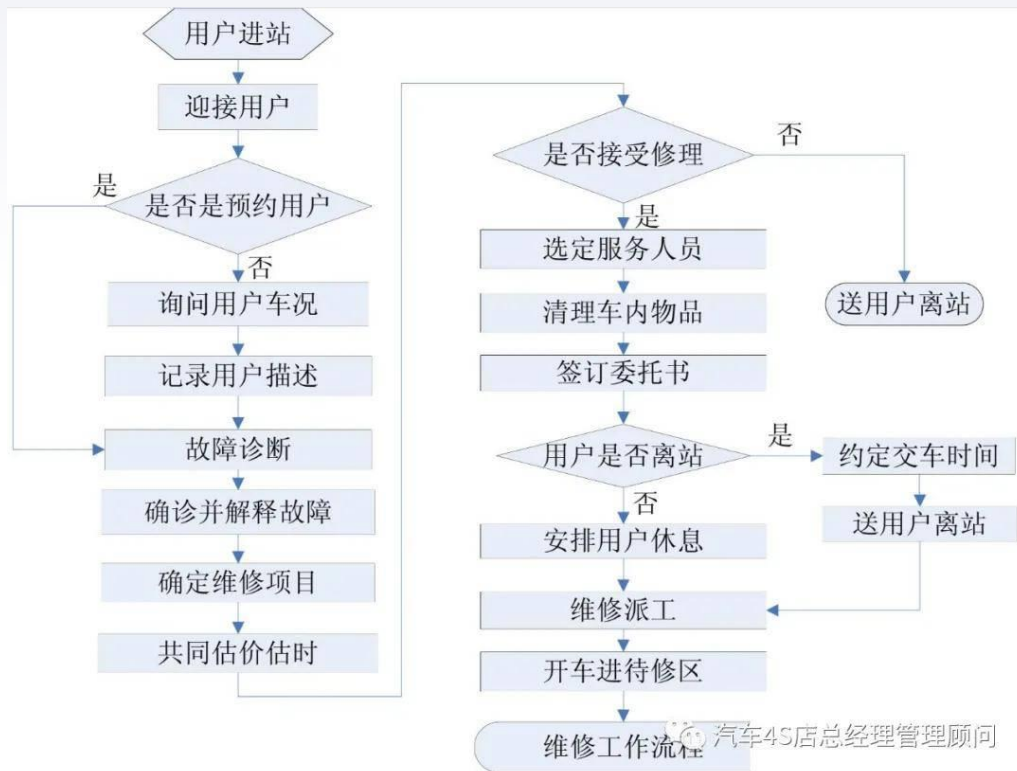 用户进站
迎接用户
是否是预约用户
是
否
询问用户车况
记录用户描述
故障诊断
确诊并解释故障
确定维修项目
共同估价估时
是否接受修理
否
送用户离站
是
选定服务人员
清理车内物品
签订委托书
用户是否离站
是
约定交车时间
送用户离站
否
安排用户休息
维修派工
开车进待修区
维修工作流程
汽车4S店总经理管理顾问